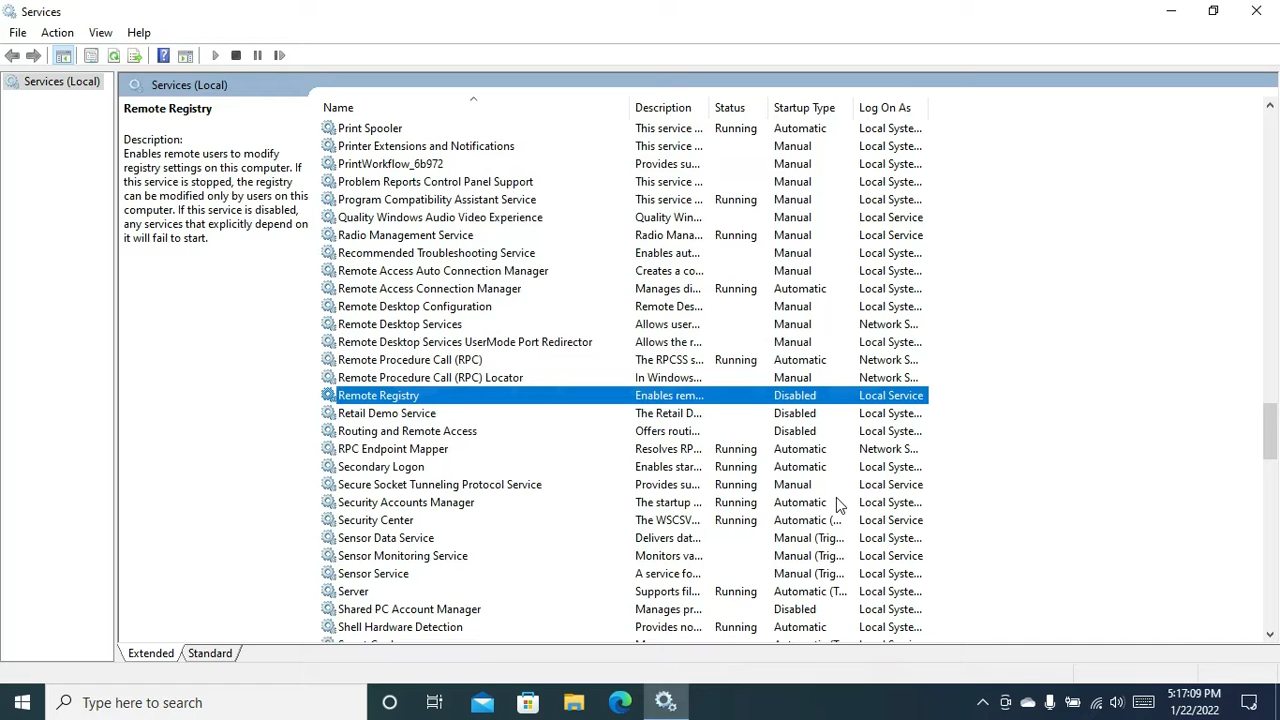 Services
File Action View Help
Services (Local)
Services (Local)
Remote Registry
Description:
Enables remote users to modify
registry settings on this computer. If
this service is stopped, the registry
can be modified only by users on this
computer. If this service is disabled,
any services that explicitly depend on
it will fail to start.
Name Description Status Startup Type Log On As
Print Spooler This service ... Running Automatic Local Syste...
Printer Extensions and Notifications This service ... Manual Local Syste...
PrintWorkflow_6b972 Provides su... Manual Local Syste...
Problem Reports Control Panel Support This service ... Manual Local Syste...
Program Compatibility Assistant Service This service ... Running Manual Local Syste...
Quality Windows Audio Video Experience Quality Win... Manual Local Service
Radio Management Service Radio Mana... Running Manual Local Service
Recommended Troubleshooting Service Enables aut... Manual Local Syste...
Remote Access Auto Connection Manager Creates a co... Manual Local Syste...
Remote Access Connection Manager Manages di... Running Automatic Local Syste...
Remote Desktop Configuration Remote Des... Manual Local Syste...
Remote Desktop Services Allows user... Manual Network S...
Remote Desktop Services UserMode Port Redirector Allows the r... Manual Local Syste...
Remote Procedure Call (RPC) The RPCSS s... Running Automatic Network S...
Remote Procedure Call (RPC) Locator In Windows... Manual Network S...
Remote Registry Enables rem... Disabled Local Service
Retail Demo Service The Retail D... Disabled Local Syste...
Routing and Remote Access Offers routi... Disabled Local Syste...
RPC Endpoint Mapper Resolves RP... Running Automatic Network S...
Secondary Logon Enables star... Running Automatic Local Syste...
Secure Socket Tunneling Protocol Service Provides su... Running Manual Local Service
Security Accounts Manager The startup ... Running Automatic Local Syste...
Security Center The WSCSV... Running Automatic (... Local Service
Sensor Data Service Delivers dat... Manual (Trig... Local Syste...
Sensor Monitoring Service Monitors va... Manual (Trig... Local Service
Sensor Service A service fo... Manual (Trig... Local Syste...
Server Supports fil... Running Automatic (T... Local Syste...
Shared PC Account Manager Manages pr... Disabled Local Syste...
Shell Hardware Detection Provides no... Running Automatic Local Syste...
Extended Standard
Type here to search
5:17:09 PM
1/22/2022